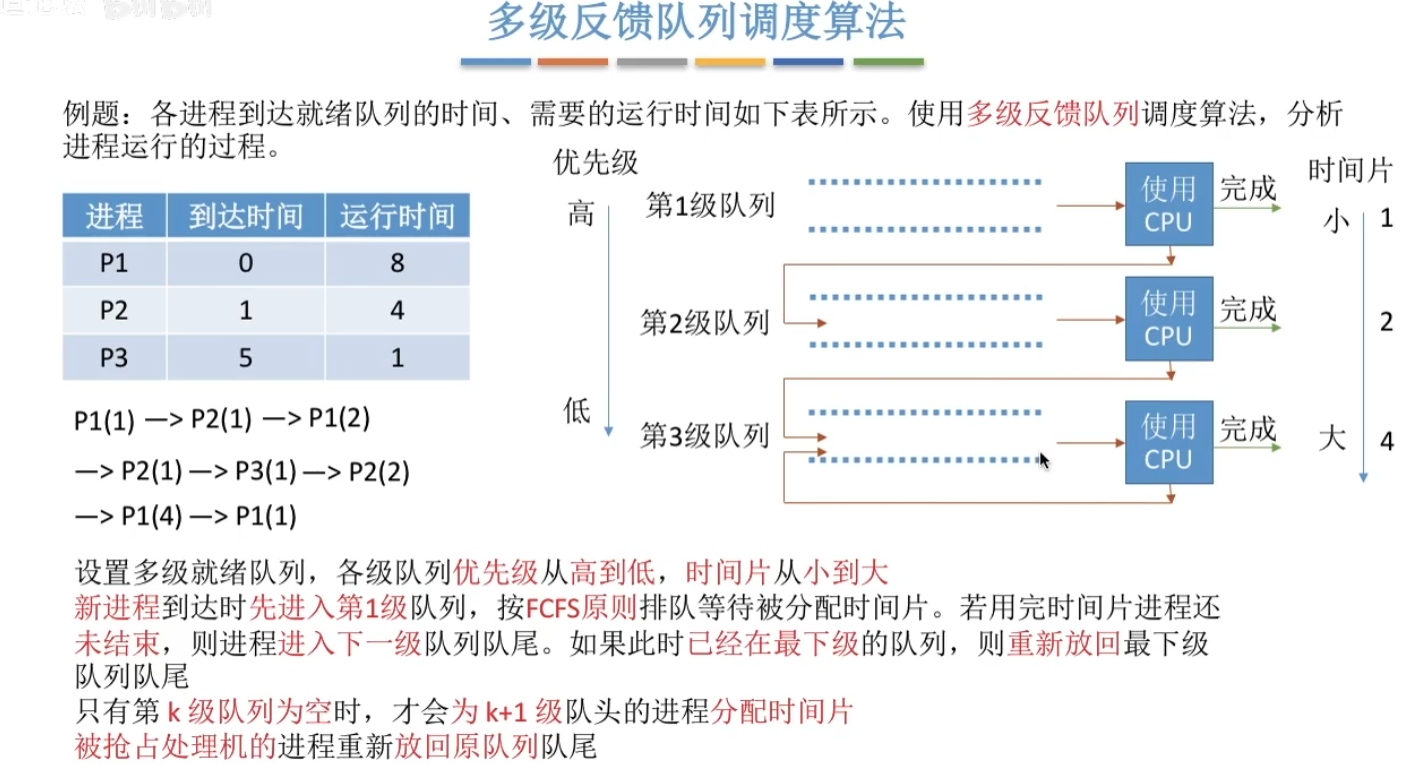 多级反馈队列调度算法
例题：各进程到达就绪队列的时间、需要的运行时间如下表所示。使用多级反馈队列调度算法，分析
进程运行的过程。
进程 到达时间 运行时间
P1 0 8
P2 1 4
P3 5 1
P1(1) —> P2(1) —> P1(2)
—> P2(1) —> P3(1) —> P2(2)
—> P1(4) —> P1(1)
优先级
高
低
第1级队列
使用
CPU
完成
第2级队列
使用
CPU
完成
第3级队列
使用
CPU
完成
时间片
小 1
2
大 4
设置多级就绪队列，各级队列优先级从高到低，时间片从小到大
新进程到达时先进入第1级队列，按FCFS原则排队等待被分配时间片。若用完时间片进程还
未结束，则进程进入下一级队列队尾。如果此时已经在最下级的队列，则重新放回最下级
队列队尾
只有第 k 级队列为空时，才会为 k+1 级队头的进程分配时间片
被抢占处理机的进程重新放回原队列队尾